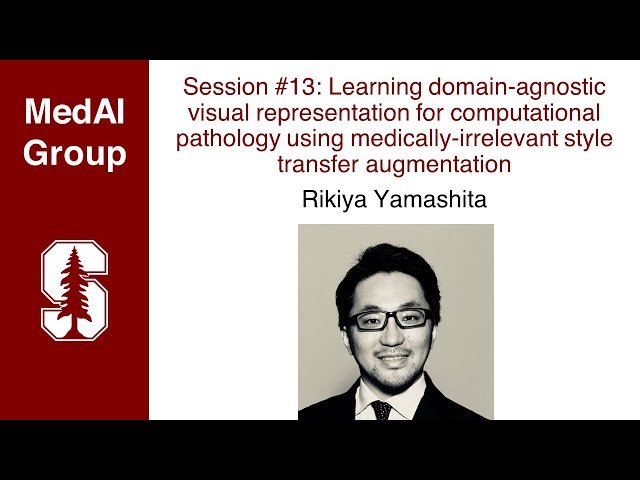 MedAI
Group
Session #13: Learning domain-agnostic
visual representation for computational
pathology using medically-irrelevant style
transfer augmentation
Rikiya Yamashita